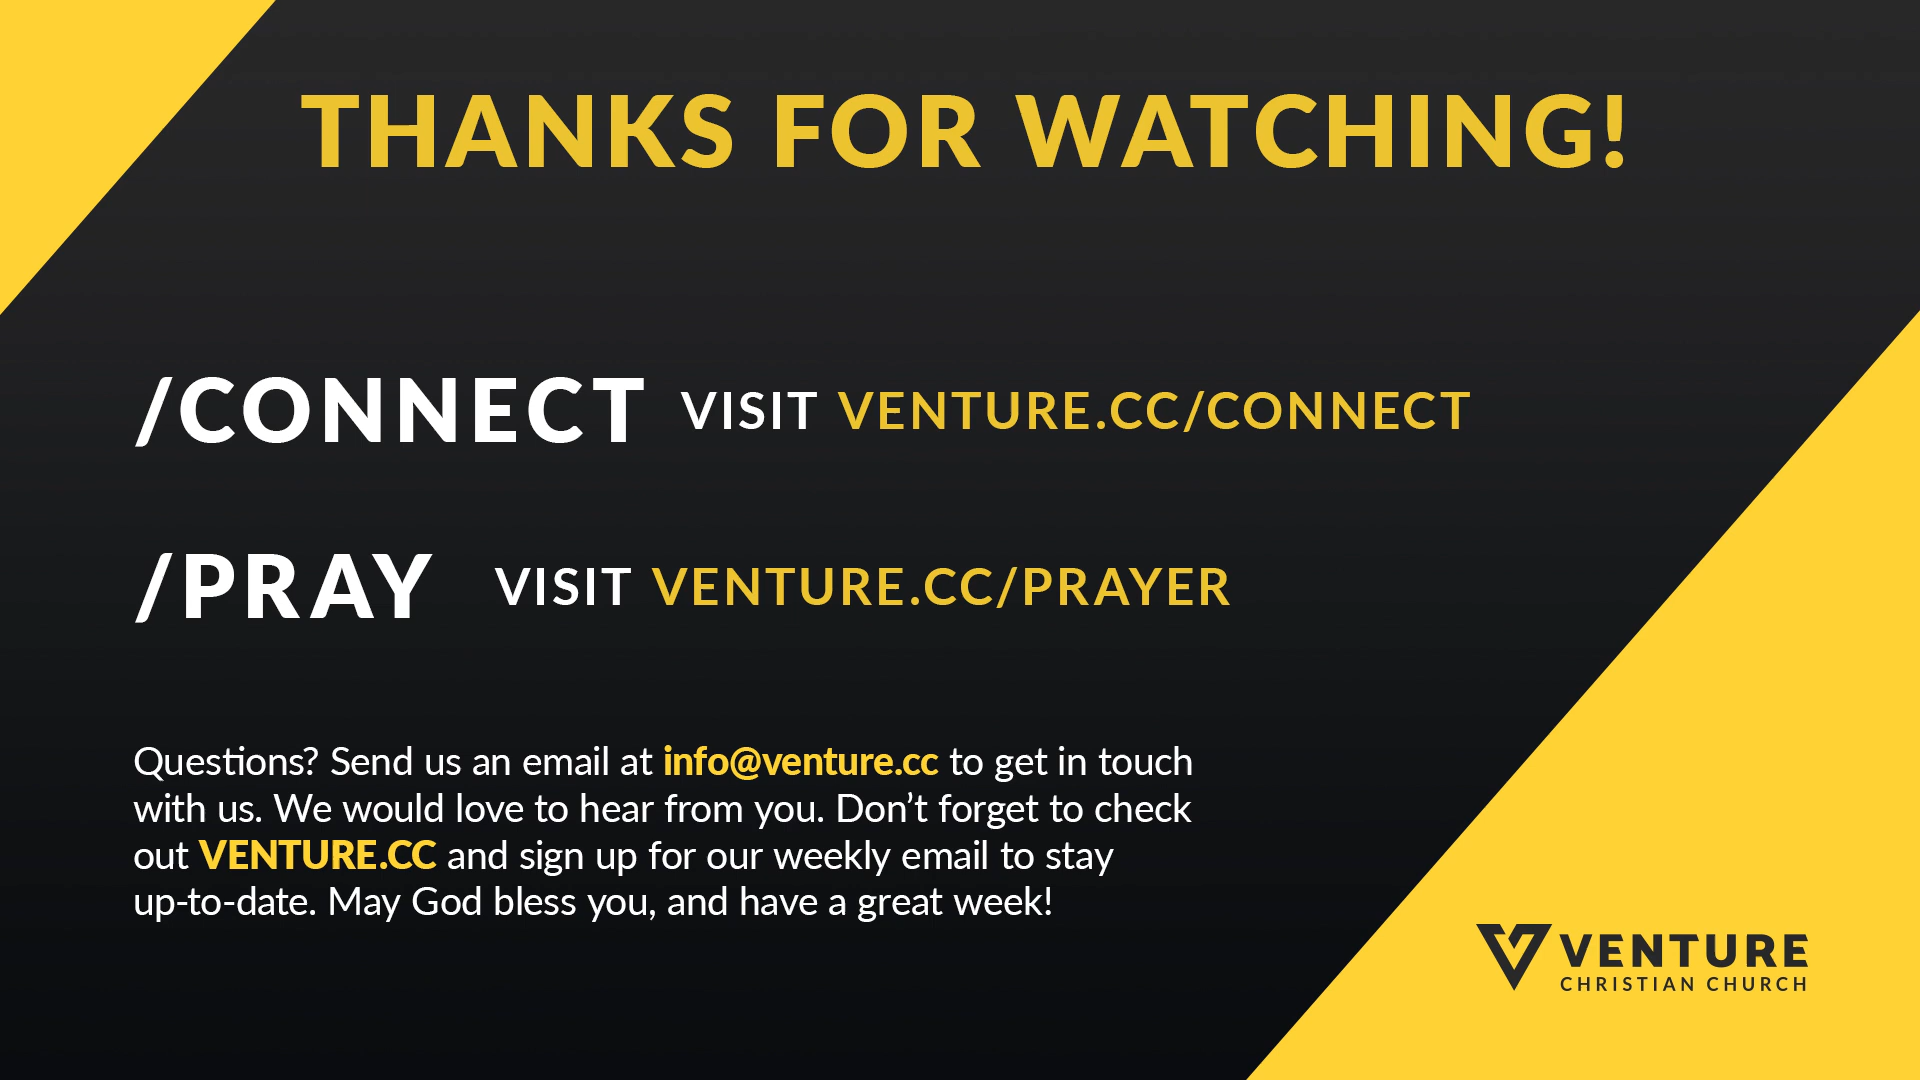 THANKS FOR WATCHING!
/CONNECT VISIT VENTURE.CC/CONNECT
/PRAY VISIT VENTURE.CC/PRAYER
Questions? Send us an email at info@venture.cc to get in touch
with us. We would love to hear from you. Don’t forget to check
out VENTURE.CC and sign up for our weekly email to stay
up-to-date. May God bless you, and have a great week!
VENTURE
CHRISTIAN CHURCH